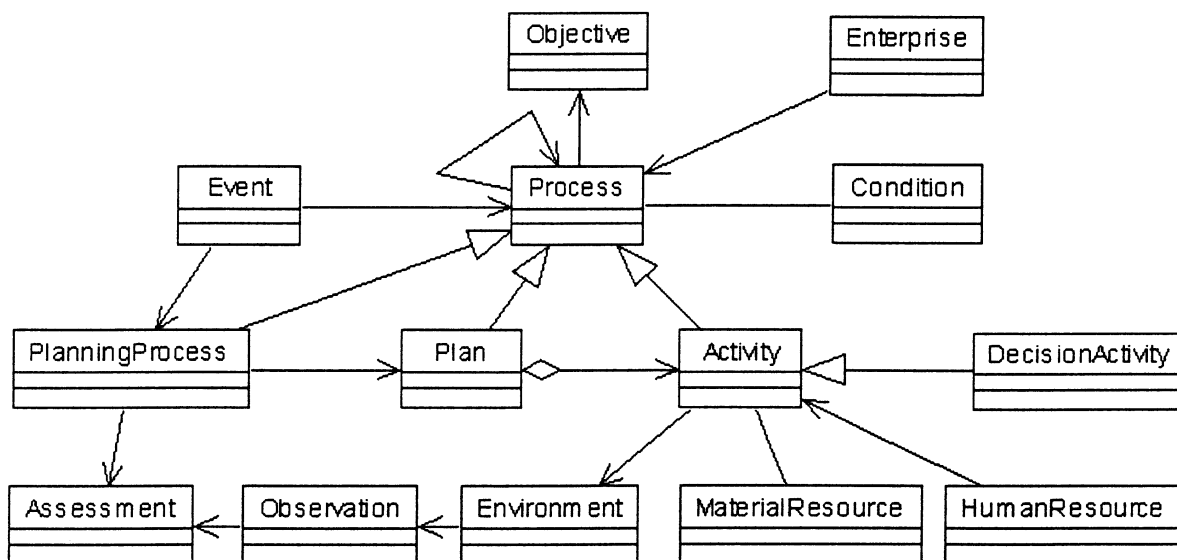 Objective
Enterprise
Event
Process
Condition
PlanningProcess
Plan
Activity
DecisionActivity
Assessment
Observation
Environment
MaterialResource
HumanResource